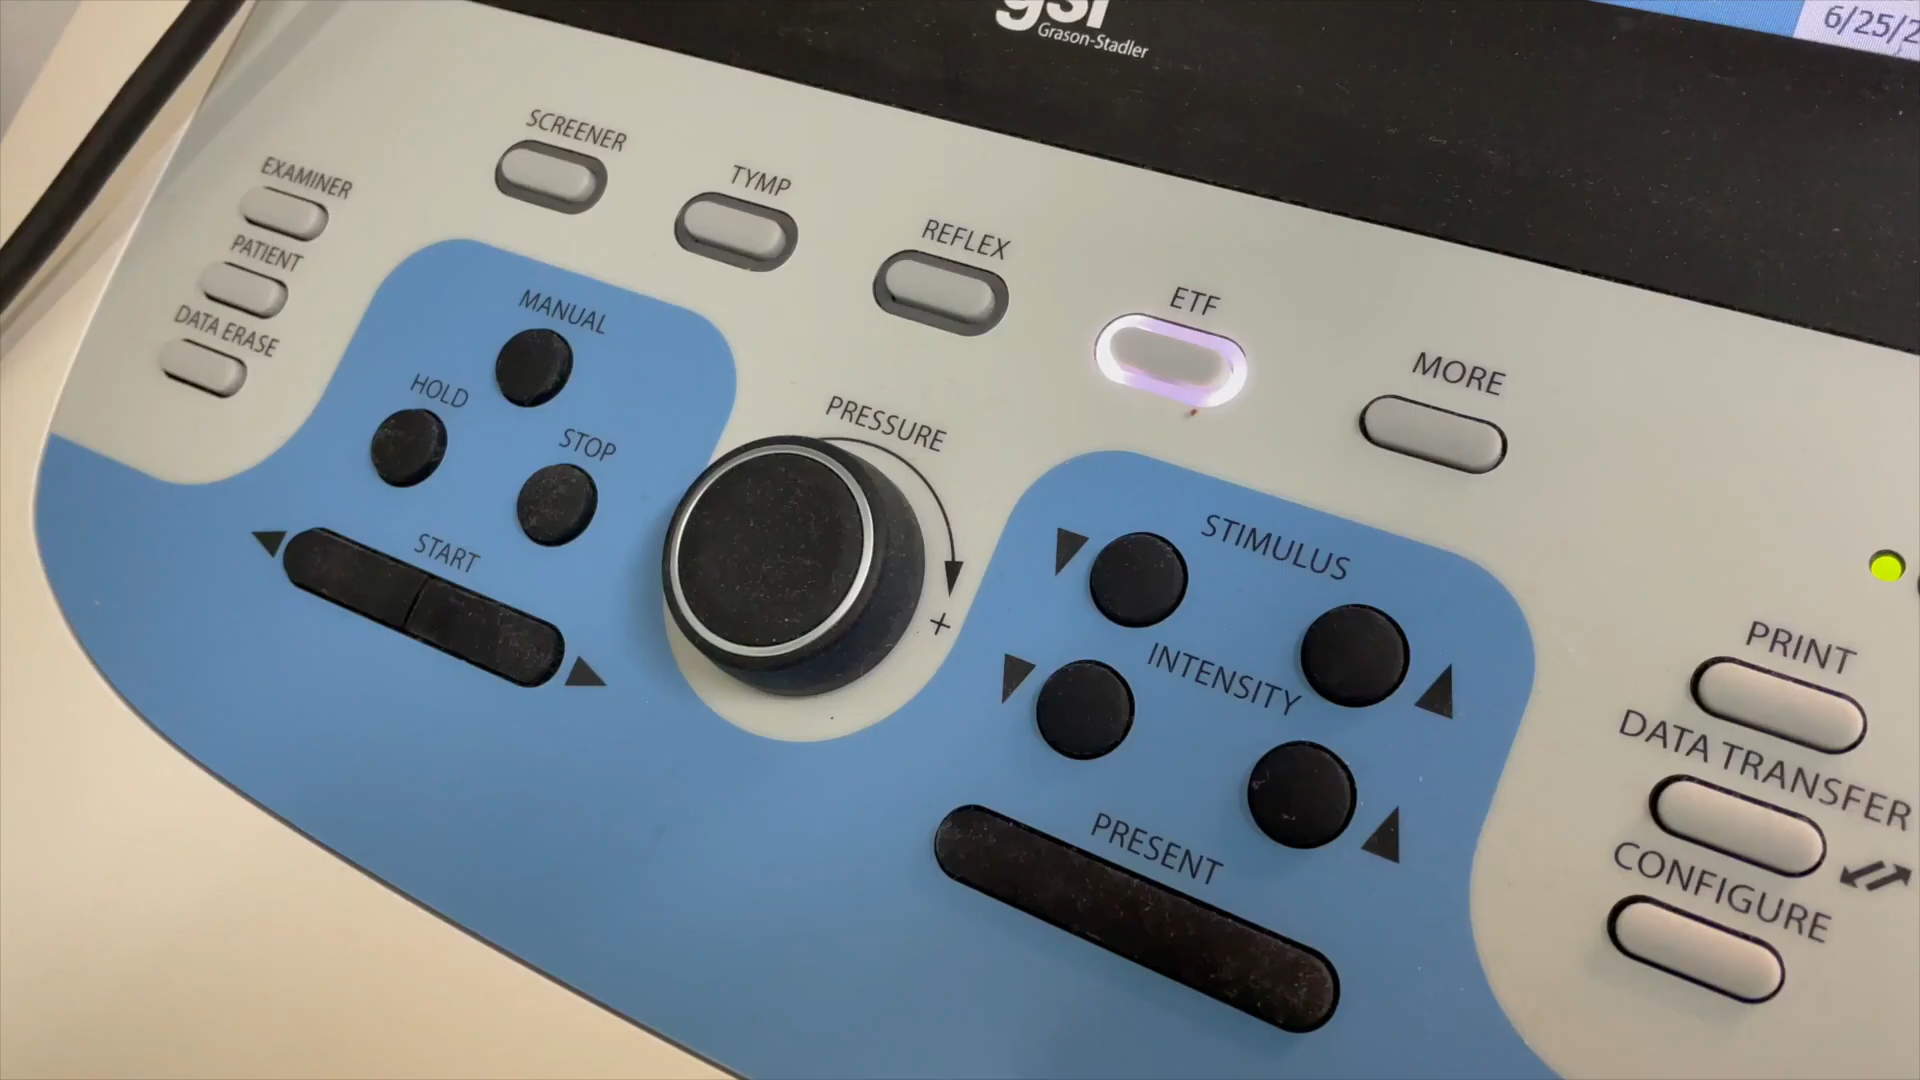 gsi
Grason-Stadler
6/25/2
SCREENER
TYMP
REFLEX
ETF
MORE
EXAMINER
PATIENT
DATA ERASE
MANUAL
HOLD
STOP
START
PRESSURE
+
STIMULUS
INTENSITY
PRESENT
PRINT
DATA TRANSFER
CONFIGURE